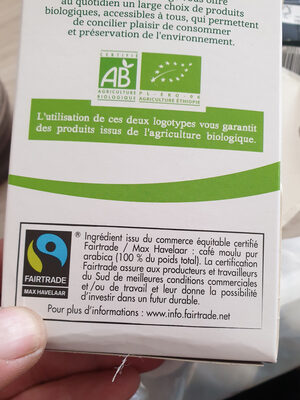 au quotidien un large choix de produits
biologiques, accessibles à tous, qui permettent
de concilier plaisir de consommer
et préservation de l'environnement.
CERTIFIÉ
AB
AGRICULTURE
BIOLOGIQUE
AGRICULTURE ÉTHIOPIE
L'utilisation de ces deux logotypes vous garantit
des produits issus de l'agriculture biologique.
®
FAIRTRADE
MAX HAVELAAR
Ingrédient issu du commerce équitable certifié
Fairtrade / Max Havelaar : café moulu pur
arabica (100 % du poids total). La certification
Fairtrade assure aux producteurs et travailleurs
du Sud de meilleures conditions commerciales
et /ou de travail et leur donne la possibilité
d'investir dans un futur durable.
Pour plus d'informations : www.info.fairtrade.net